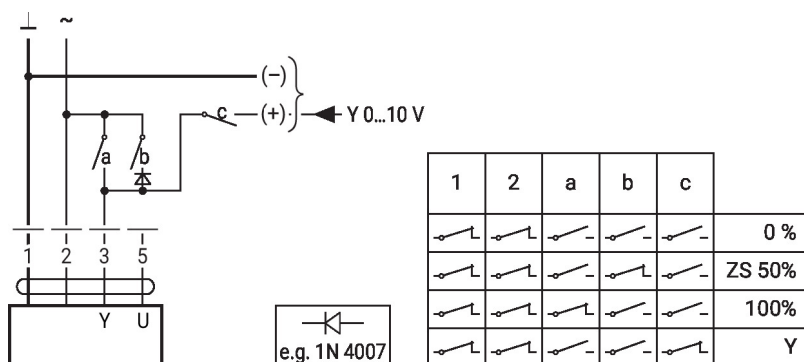 ⊥ ~
(–)
c (+) Y 0...10 V
a b
1 2 a b c
0 %
1 2 3 5
ZS 50%
Y U
100%
e.g. 1N 4007
Y